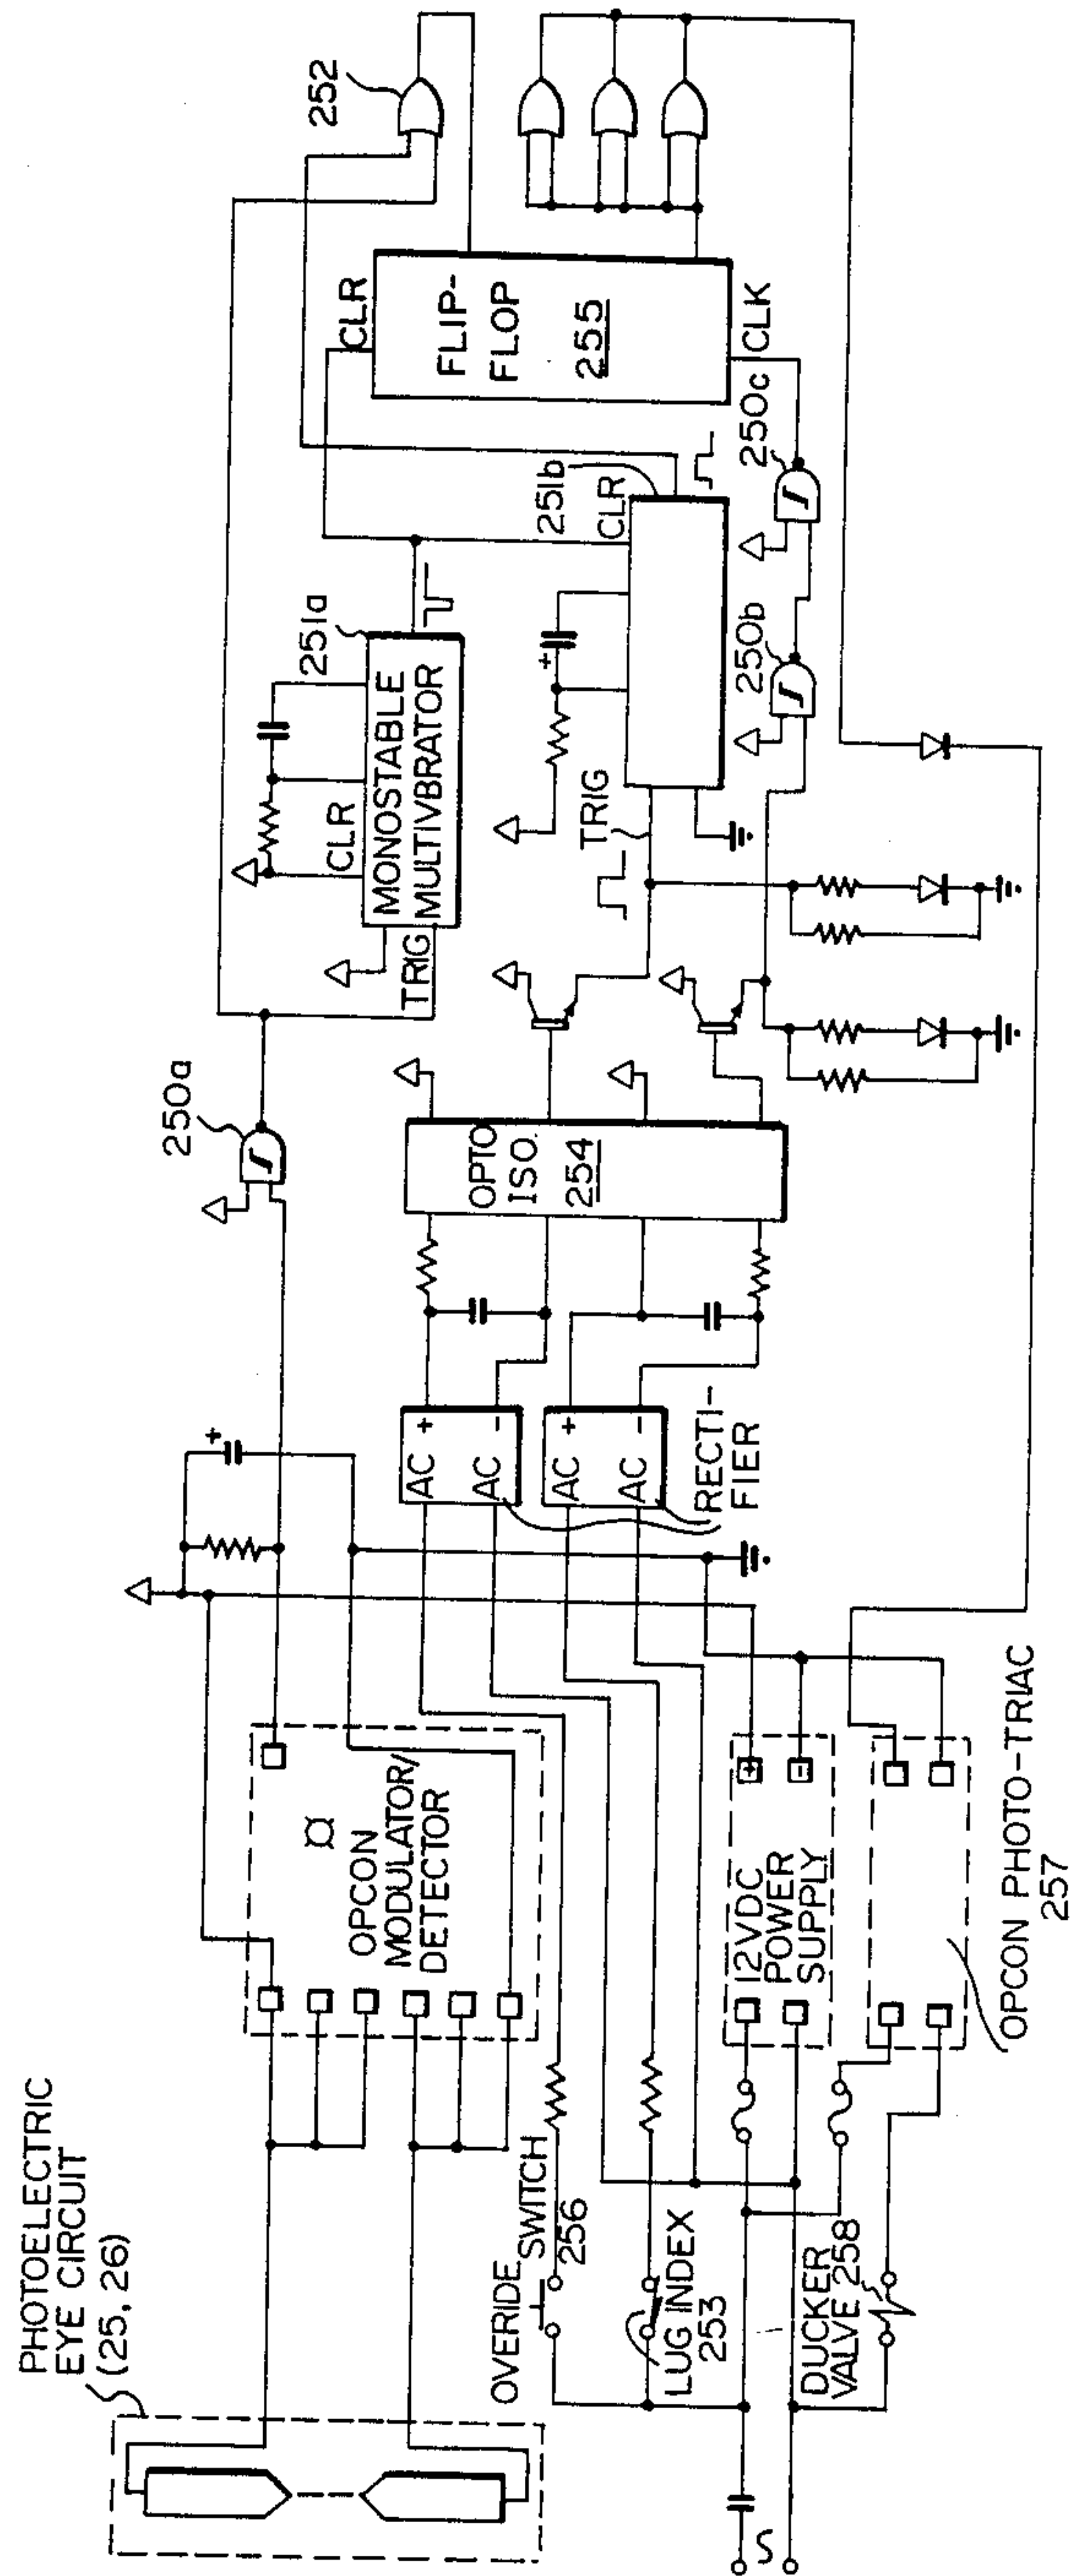 PHOTOELECTRIC
EYE CIRCUIT
(25, 26)
OPCON
MODULATOR/
DETECTOR
250a
TRIG
CLR
MONOSTABLE
MULTIVBRATOR
251a
252
CLR
FLIP-
FLOP
255
CLK
OVERIDE
SWITCH
256
AC +
AC -
AC +
AC -
RECTI-
FIER
OPTO
ISO.
254
+
+
TRIG
CLR
251b
250b
250c
LUG INDEX
253
S
12VDC
POWER
SUPPLY
+
-
DUCKER
VALVE 258
OPCON PHOTO-TRIAC
257